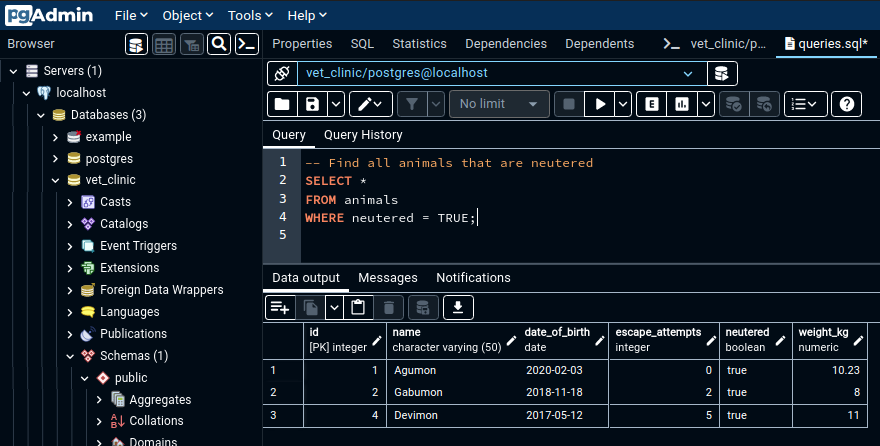 pgAdmin File Object Tools Help
Browser Properties SQL Statistics Dependencies Dependents vet_clinic/p... queries.sql*
Servers (1)
localhost
Databases (3)
example
postgres
vet_clinic
Casts
Catalogs
Event Triggers
Extensions
Foreign Data Wrappers
Languages
Publications
Schemas (1)
public
Aggregates
Collations
Domains
vet_clinic/postgres@localhost
No limit E
Query Query History
1 -- Find all animals that are neutered
2 SELECT *
3 FROM animals
4 WHERE neutered = TRUE;
5
Data output Messages Notifications
id name date_of_birth escape_attempts neutered weight_kg
[PK] integer character varying (50) date integer boolean numeric
1 1 Agumon 2020-02-03 0 true 10.23
2 2 Gabumon 2018-11-18 2 true 8
3 4 Devimon 2017-05-12 5 true 11